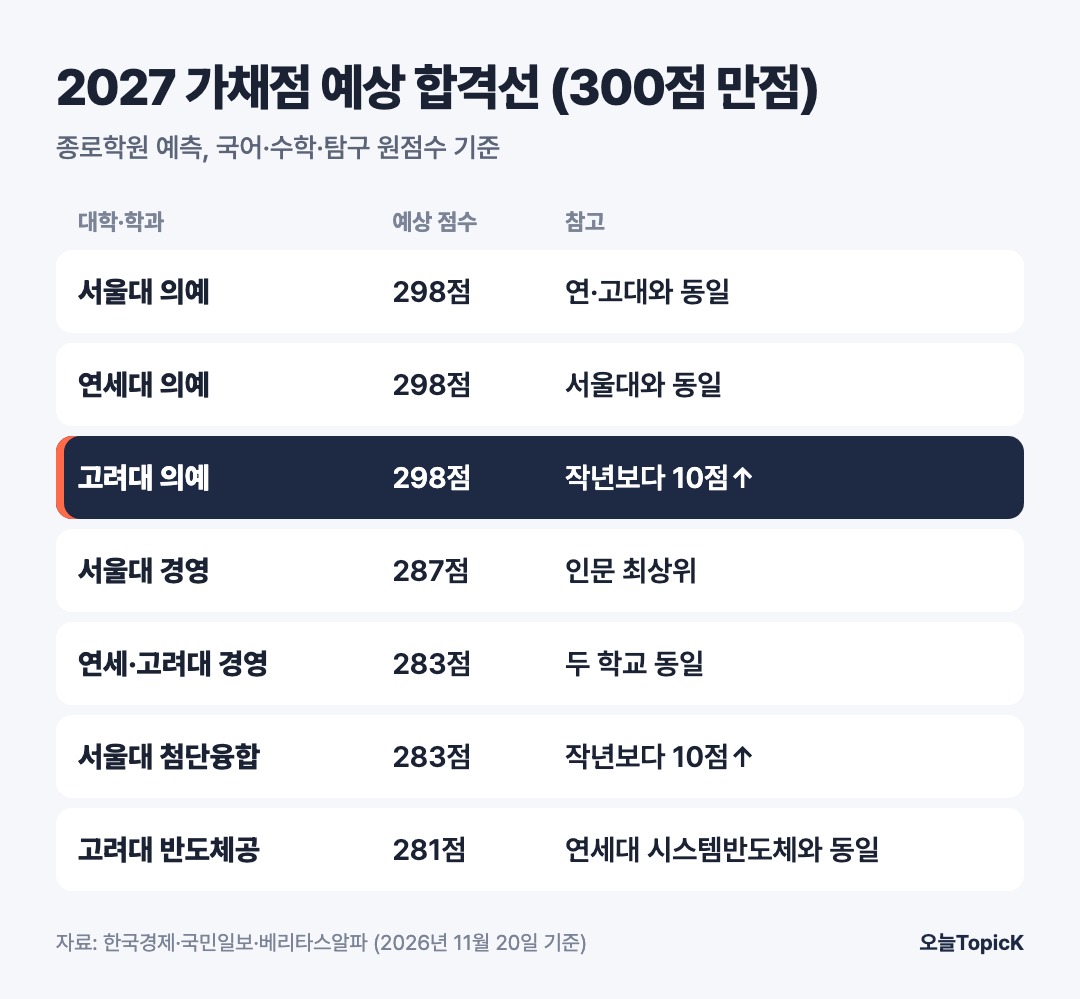 2027 가채점 예상 합격선 (300점 만점)
종로학원 예측, 국어·수학·탐구 원점수 기준
대학·학과 예상 점수 참고
서울대 의예 298점 연·고대와 동일
연세대 의예 298점 서울대와 동일
고려대 의예 298점 작년보다 10점↑
서울대 경영 287점 인문 최상위
연세·고려대 경영 283점 두 학교 동일
서울대 첨단융합 283점 작년보다 10점↑
고려대 반도체공 281점 연세대 시스템반도체와 동일
자료: 한국경제·국민일보·베리타스알파 (2026년 11월 20일 기준) 오늘TopicK